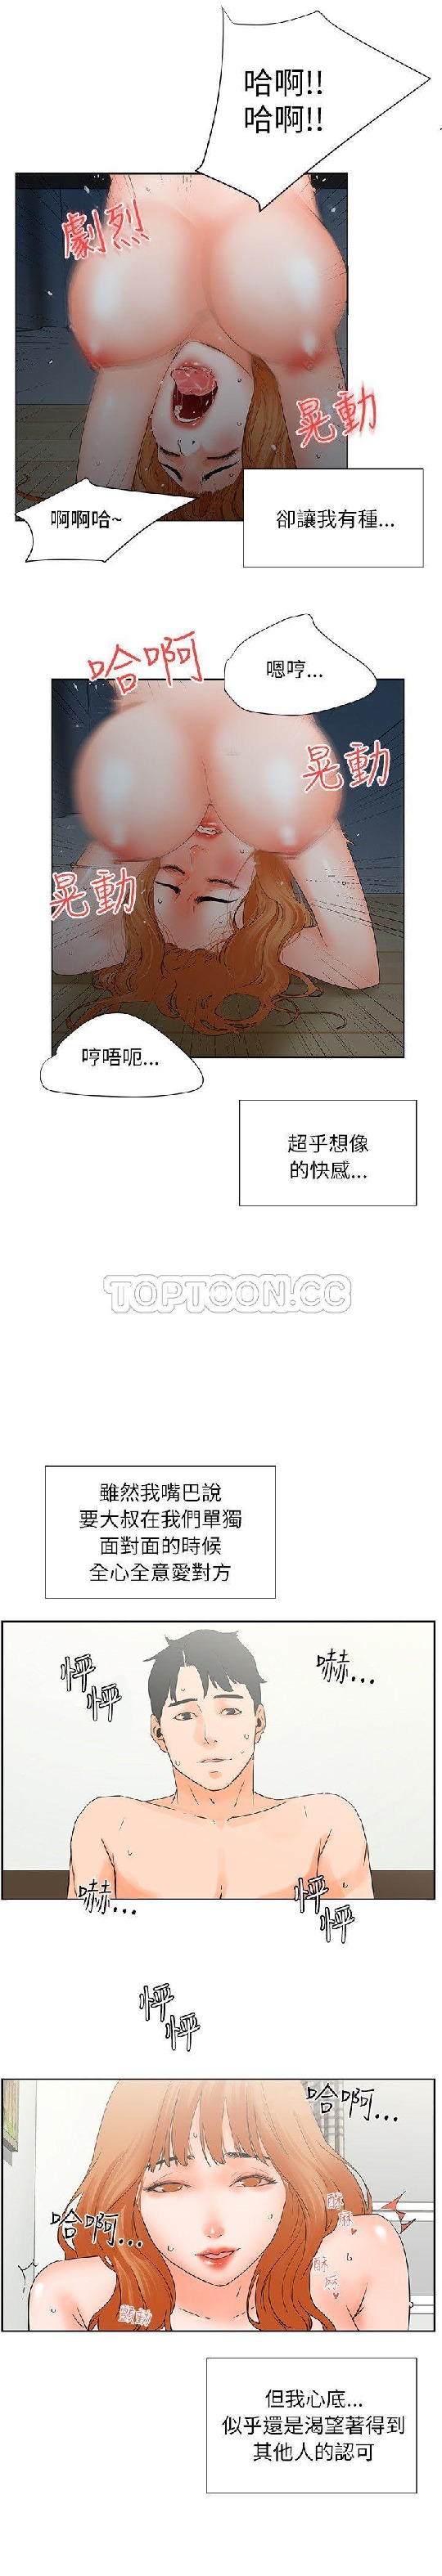 哈啊!!
哈啊!!
劇烈
晃動
啊啊哈~
卻讓我有種...
哈啊
嗯哼...
晃動
晃動
哼唔呃...
超乎想像
的快感...
TOPTOON.CC
雖然我嘴巴說
要大叔在我們單獨
面對面的時候
全心全意愛對方
怦
怦
嚇...
嚇...
怦
怦
怦
怦
哈啊...
哈啊...
酥麻
酥麻
但我心底...
似乎還是渴望著得到
其他人的認可